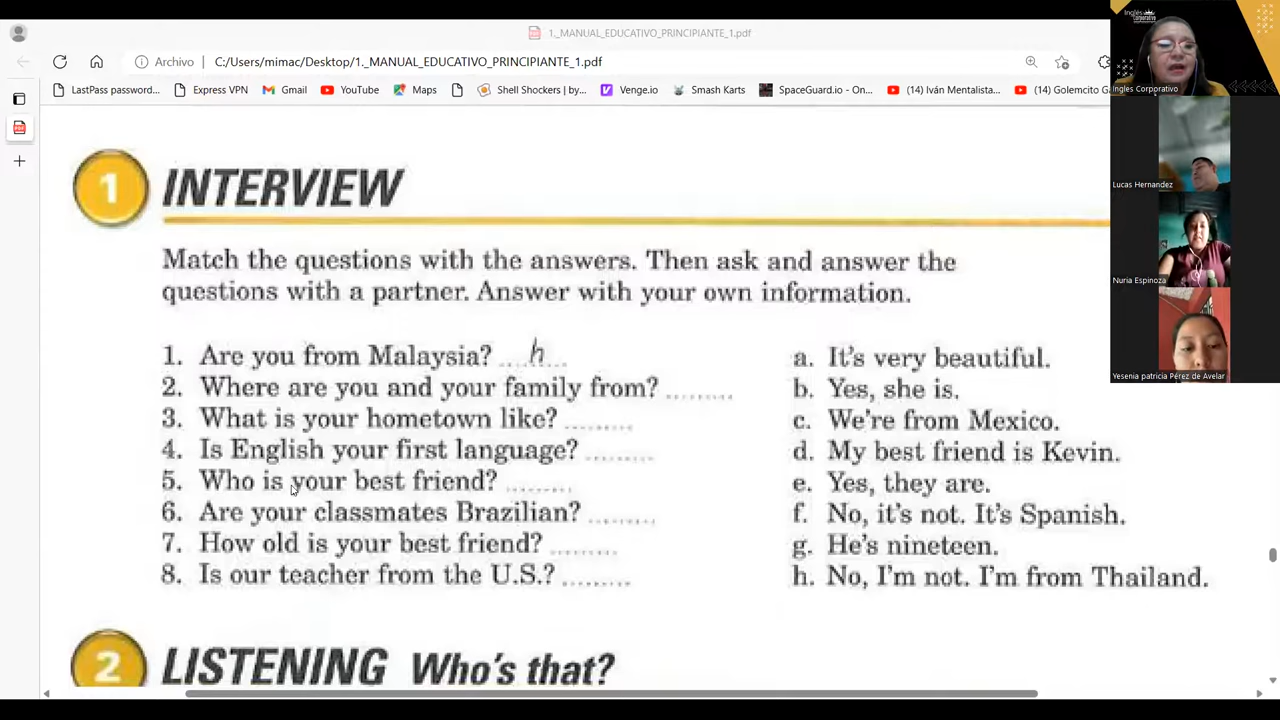 1._MANUAL_EDUCATIVO_PRINCIPIANTE_1.pdf
Archivo C:/Users/mimac/Desktop/1._MANUAL_EDUCATIVO_PRINCIPIANTE_1.pdf
LastPass password... Express VPN Gmail YouTube Maps Shell Shockers | by... Venge.io Smash Karts SpaceGuard.io - On... (14) Iván Mentalista... (14) Golemcito G
1 INTERVIEW
Match the questions with the answers. Then ask and answer the
questions with a partner. Answer with your own information.
1. Are you from Malaysia? ...h...
2. Where are you and your family from? .........
3. What is your hometown like? .........
4. Is English your first language? .........
5. Who is your best friend? .........
6. Are your classmates Brazilian? .........
7. How old is your best friend? .........
8. Is our teacher from the U.S.? .........
a. It's very beautiful.
b. Yes, she is.
c. We're from Mexico.
d. My best friend is Kevin.
e. Yes, they are.
f. No, it's not. It's Spanish.
g. He's nineteen.
h. No, I'm not. I'm from Thailand.
2 LISTENING Who's that?
Inglés
Corporativo
Ingles Corporativo
Lucas Hernandez
Nuria Espinoza
Yesenia patricia Pérez de Avelar